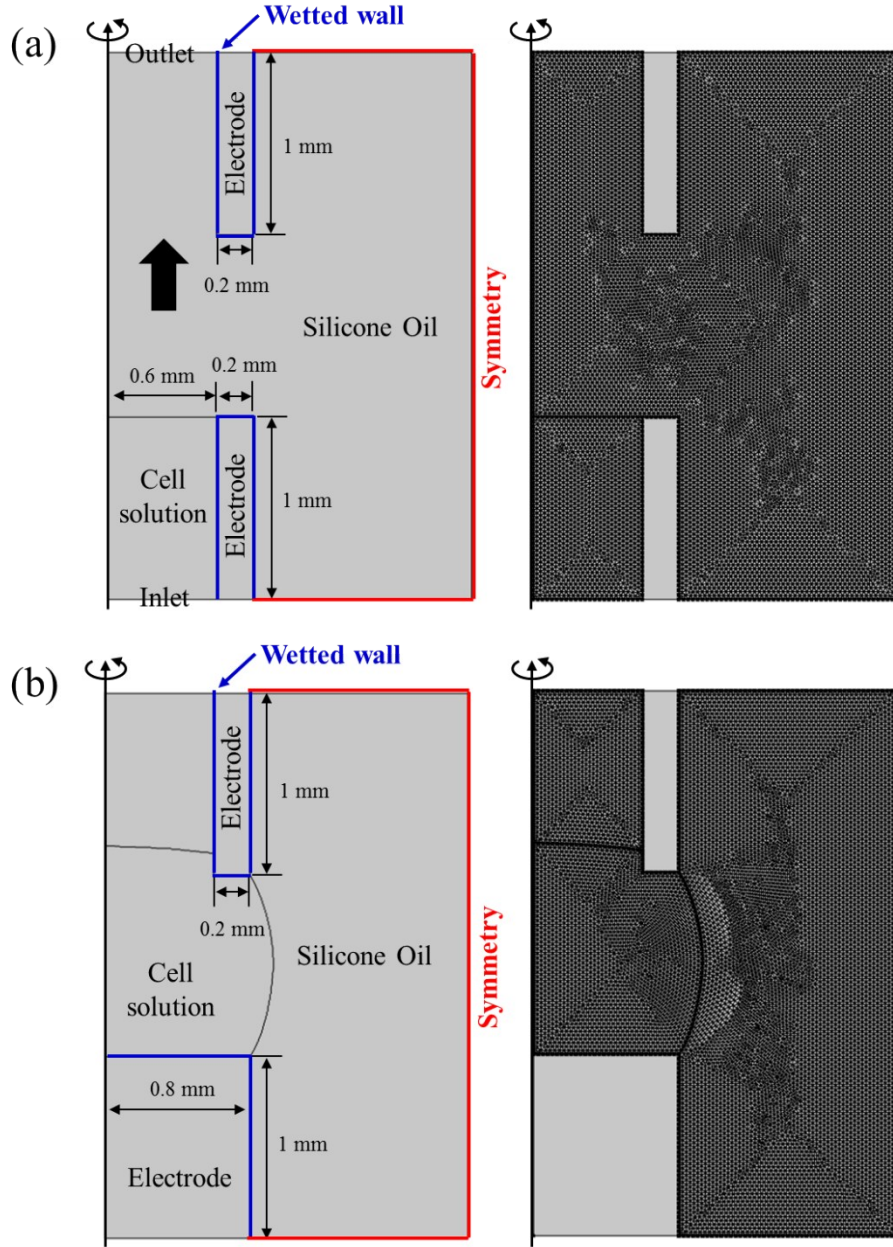 (a)
Wetted wall
Outlet
Electrode
1 mm
0.2 mm
Silicone Oil
Symmetry
0.2 mm
0.6 mm
Cell
solution
Electrode
1 mm
Inlet
(b)
Wetted wall
Electrode
1 mm
0.2 mm
Silicone Oil
Symmetry
Cell
solution
0.8 mm
1 mm
Electrode